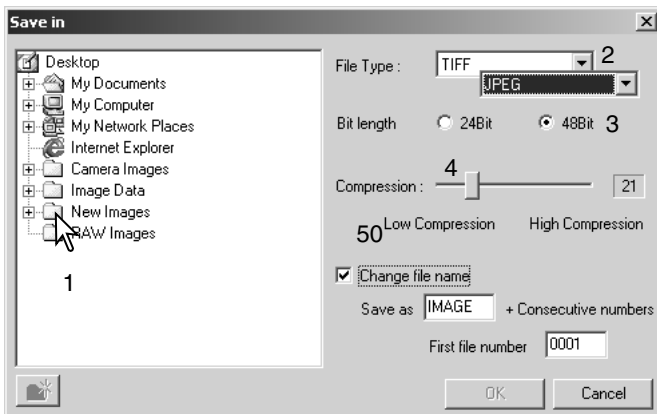 Save in
Desktop
My Documents
My Computer
My Network Places
Internet Explorer
Camera Images
Image Data
New Images
RAW Images
1
File Type :
TIFF
2
JPEG
Bit length
24Bit
48Bit
3
4
Compression :
21
50
Low Compression
High Compression
Change file name
Save as
IMAGE
+ Consecutive numbers
First file number
0001
OK
Cancel